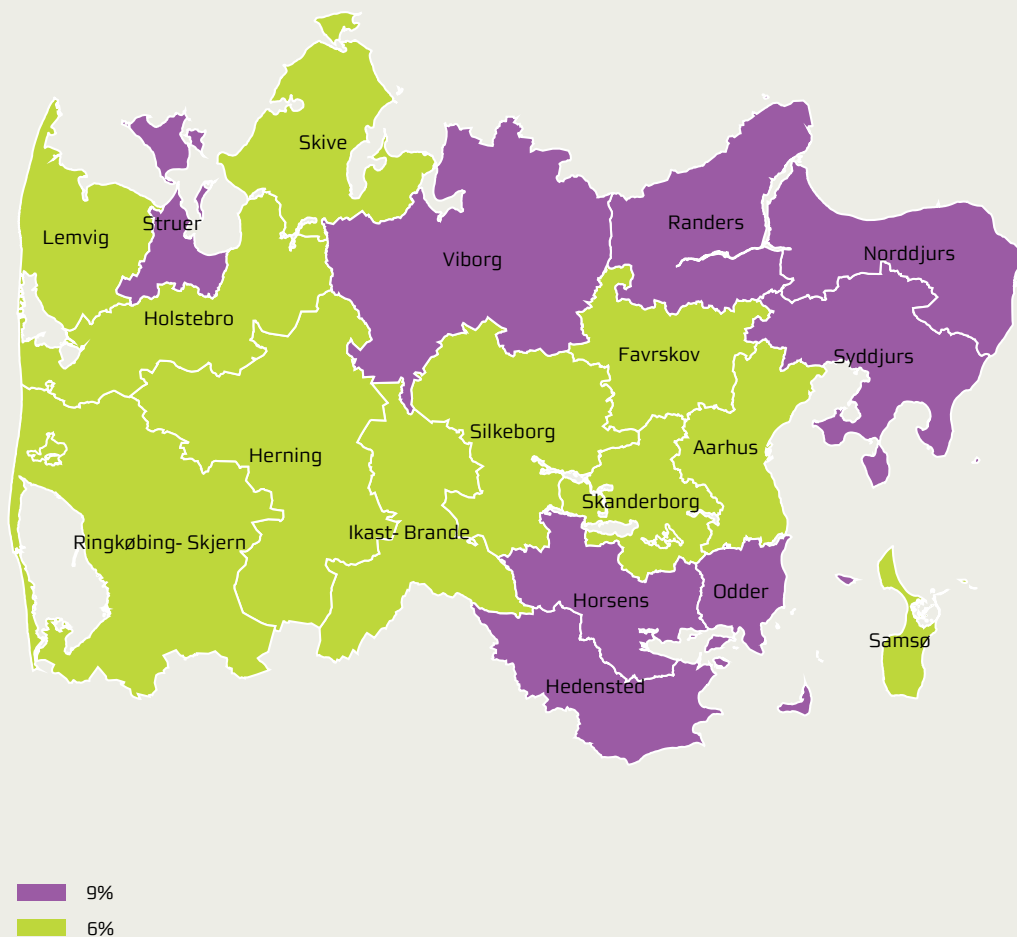 Skive
Struer
Randers
Lemvig
Norddjurs
Viborg
Holstebro
Favrskov
Syddjurs
Silkeborg
Aarhus
Herning
Skanderborg
Ikast- Brande
Ringkøbing- Skjern
Odder
Horsens
Samsø
Hedensted
9%
6%